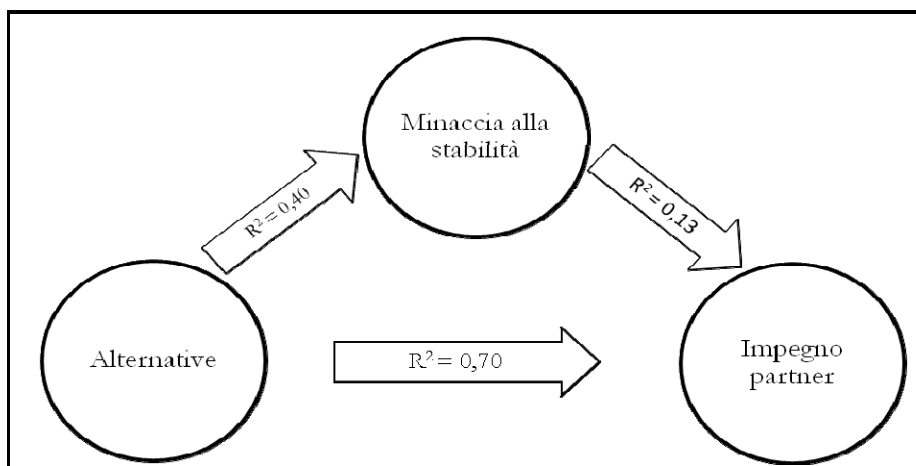 Minaccia alla
stabilità
R² = 0,40
R² = 0,13
Alternative
R² = 0,70
Impegno
partner